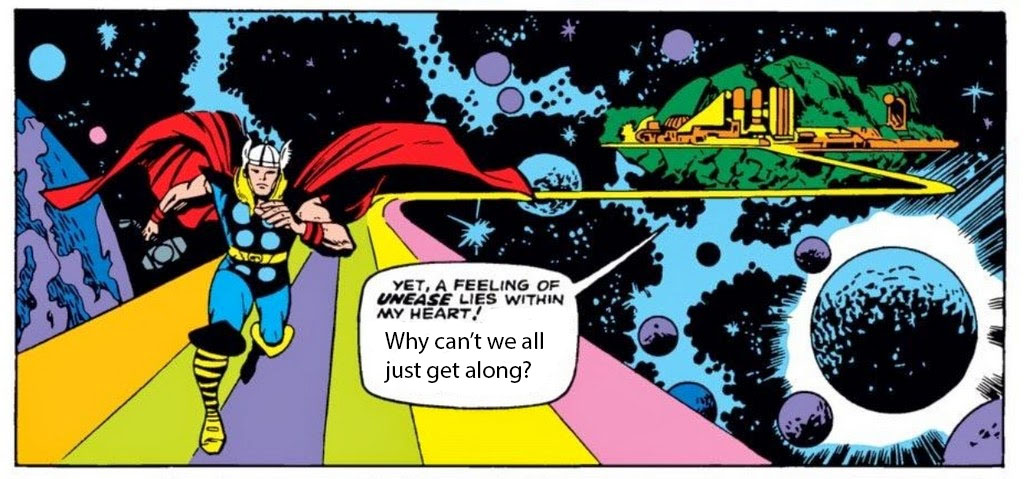 YET, A FEELING OF
UNEASE LIES WITHIN
MY HEART!
Why can't we all
just get along?